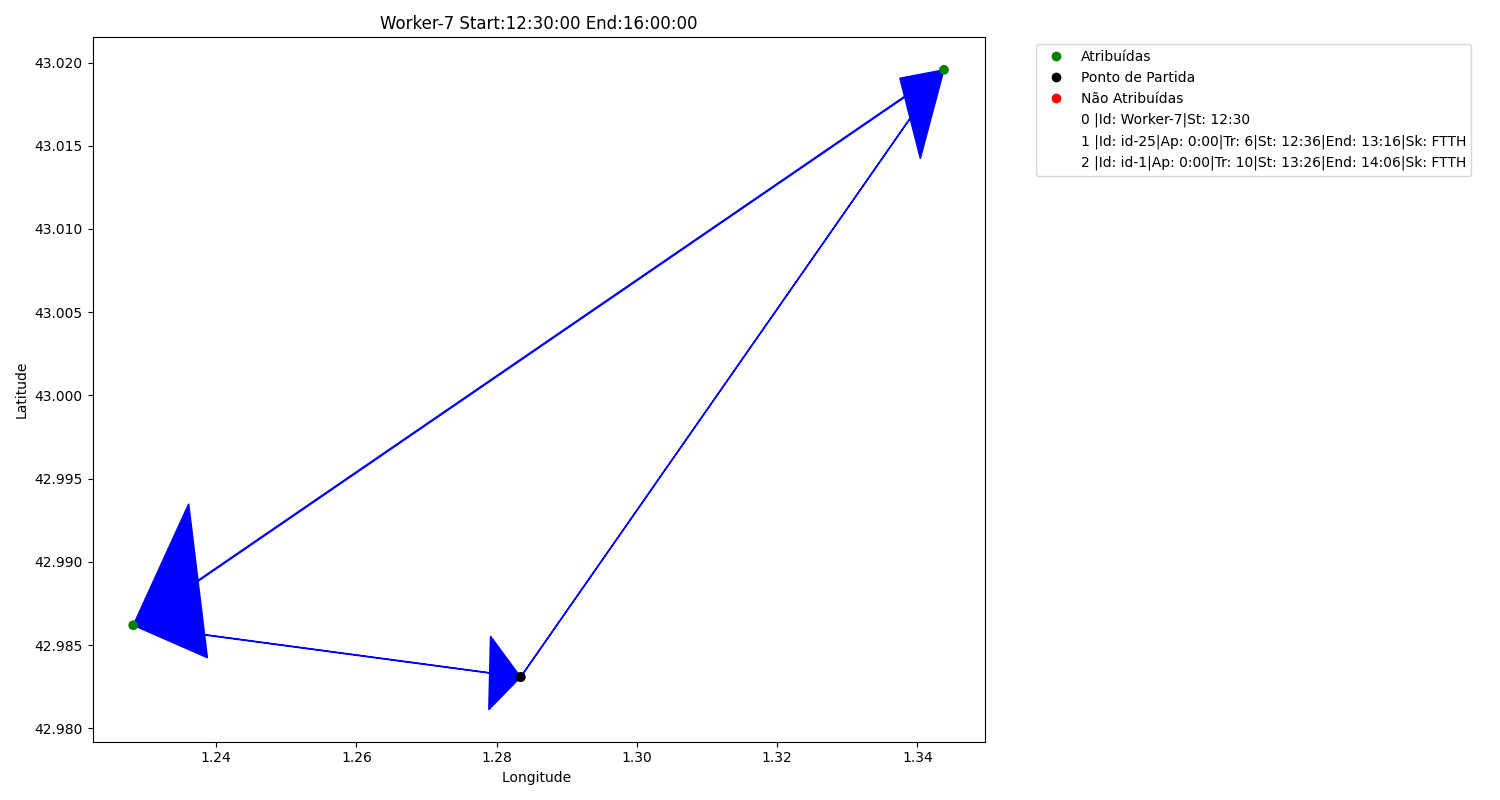 Worker-7 Start:12:30:00 End:16:00:00
43.020
43.015
43.010
43.005
43.000
42.995
42.990
42.985
42.980
Latitude
1.24
1.26
1.28
1.30
1.32
1.34
Longitude
Atribuídas
Ponto de Partida
Não Atribuídas
0 |Id: Worker-7|St: 12:30
1 |Id: id-25|Ap: 0:00|Tr: 6|St: 12:36|End: 13:16|Sk: FTTH
2 |Id: id-1|Ap: 0:00|Tr: 10|St: 13:26|End: 14:06|Sk: FTTH